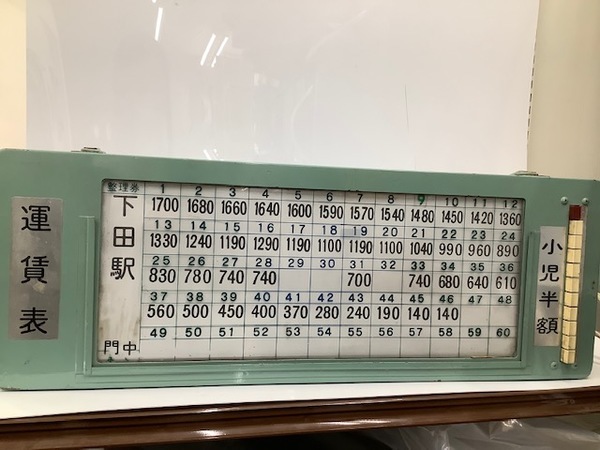 運賃表
整理券 1 2 3 4 5 6 7 8 9 10 11 12
下田駅
1700 1680 1660 1640 1600 1590 1570 1540 1480 1450 1420 1360
13 14 15 16 17 18 19 20 21 22 23 24
1330 1240 1190 1290 1190 1100 1190 1100 1040 990 960 890
25 26 27 28 29 30 31 32 33 34 35 36
830 780 740 740 700 740 680 640 610
37 38 39 40 41 42 43 44 45 46 47 48
560 500 450 400 370 280 240 190 140 140
49 50 51 52 53 54 55 56 57 58 59 60
門中
小児半額